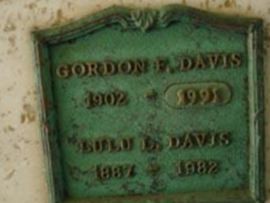 GORDON F. DAVIS
1902 - 1991
LULU L. DAVIS
1887 - 1982